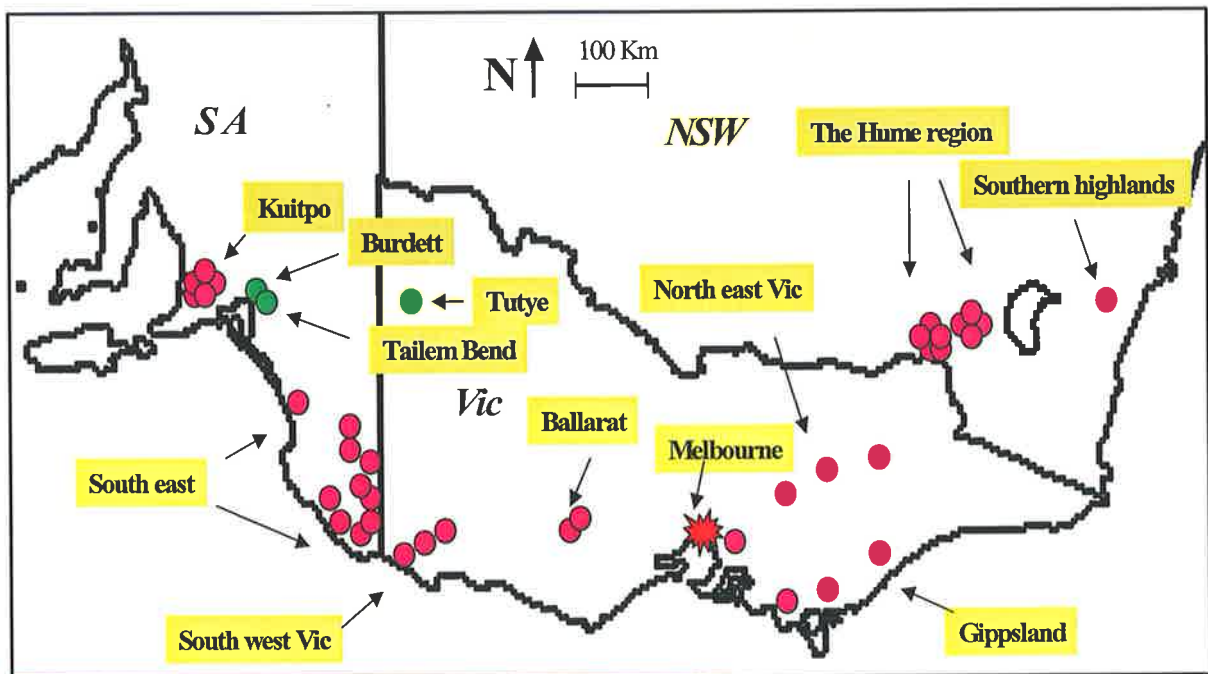 100 Km
N
SA
NSW
The Hume region
Southern highlands
Kuitpo
Burdett
North east Vic
Tutye
Tailem Bend
Vic
Ballarat
Melbourne
South east
South west Vic
Gippsland